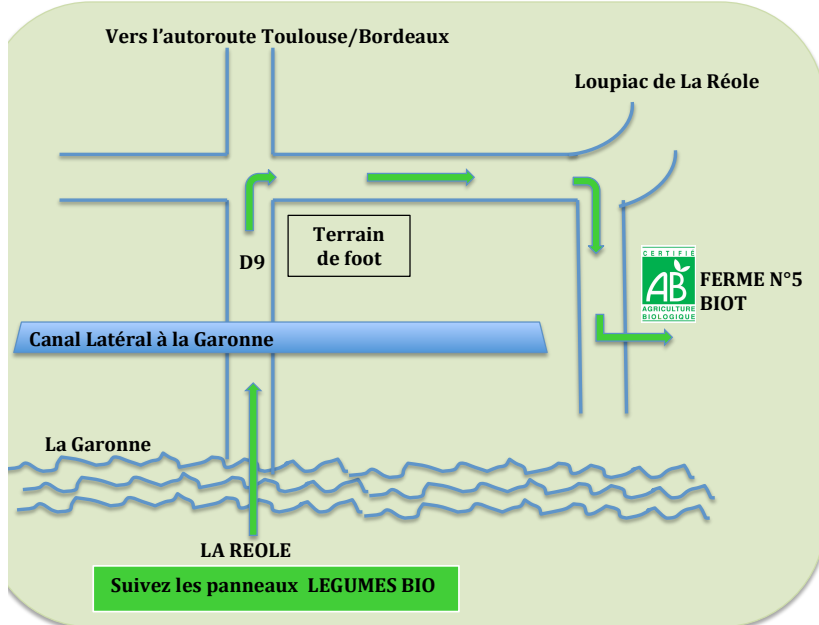 Vers l'autoroute Toulouse/Bordeaux
Loupiac de La Réole
Terrain
de foot
D9
CERTIFIÉ
AB
AGRICULTURE
BIOLOGIQUE
FERME N°5
BIOT
Canal Latéral à la Garonne
La Garonne
LA REOLE
Suivez les panneaux LEGUMES BIO